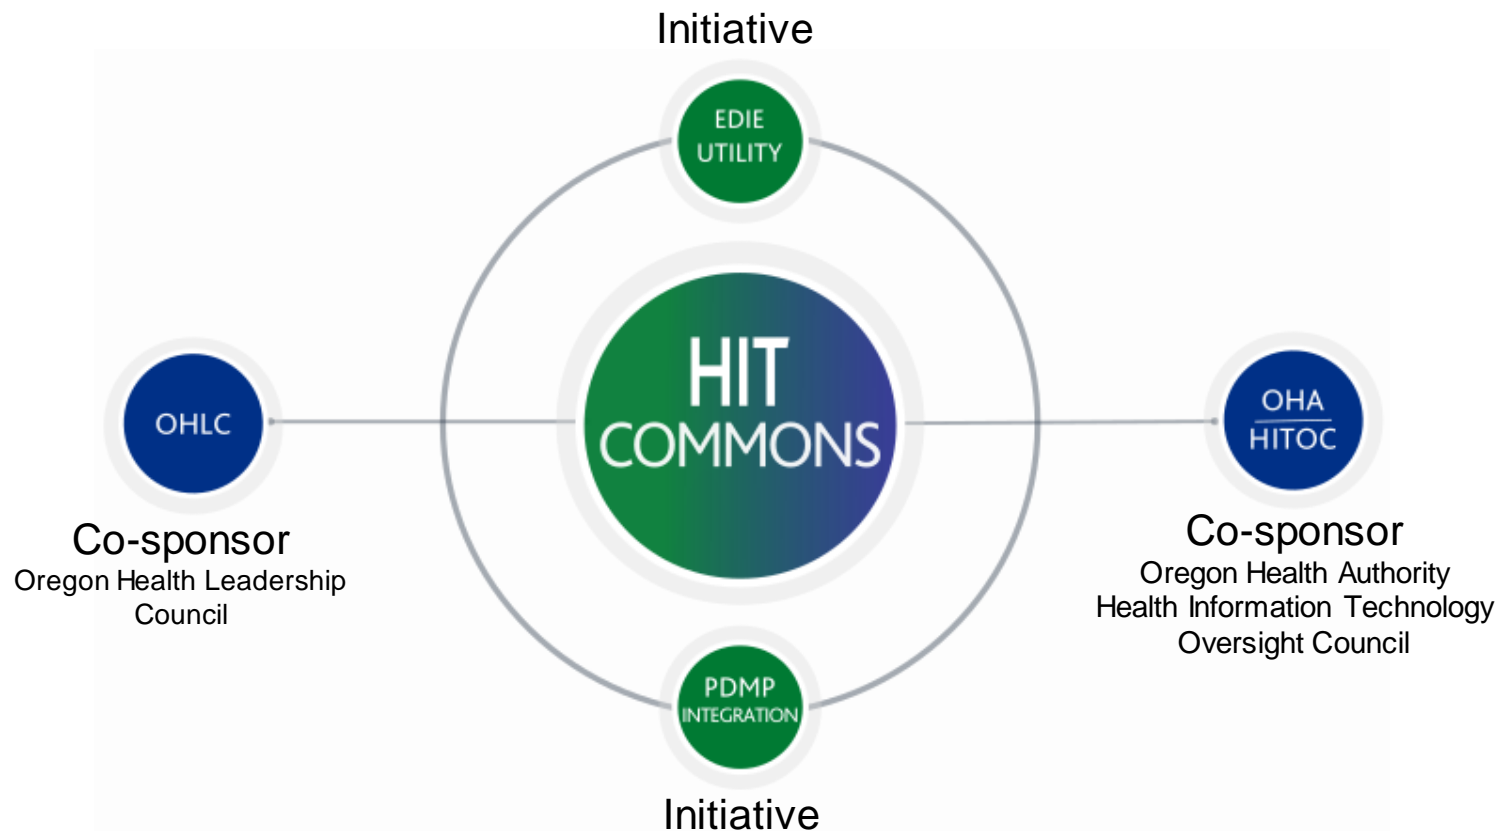 Initiative
EDIE
UTILITY
HIT
COMMONS
OHLC
Co-sponsor
Oregon Health Leadership
Council
OHA
HITOC
Co-sponsor
Oregon Health Authority
Health Information Technology
Oversight Council
PDMP
INTEGRATION
Initiative